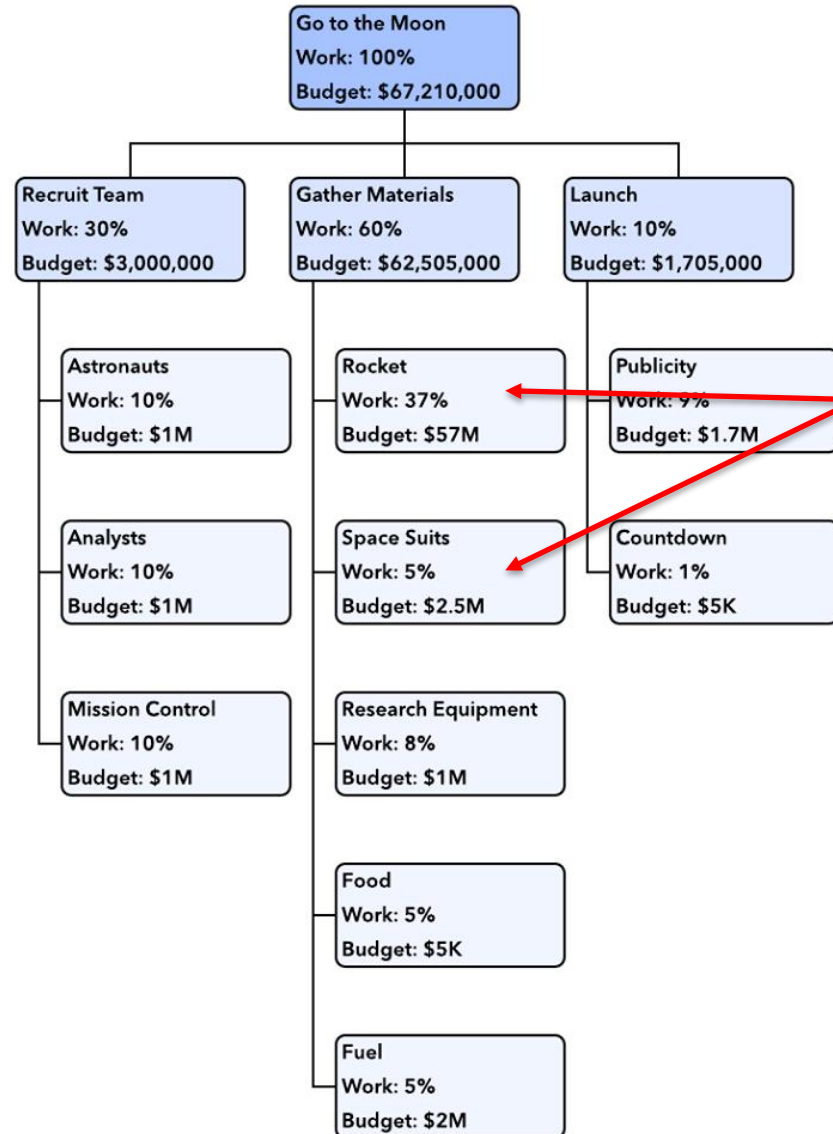 Go to the Moon
Work: 100%
Budget: $67,210,000
Recruit Team
Work: 30%
Budget: $3,000,000
Gather Materials
Work: 60%
Budget: $62,505,000
Launch
Work: 10%
Budget: $1,705,000
Astronauts
Work: 10%
Budget: $1M
Analysts
Work: 10%
Budget: $1M
Mission Control
Work: 10%
Budget: $1M
Rocket
Work: 37%
Budget: $57M
Space Suits
Work: 5%
Budget: $2.5M
Research Equipment
Work: 8%
Budget: $1M
Food
Work: 5%
Budget: $5K
Fuel
Work: 5%
Budget: $2M
Publicity
Work: 9%
Budget: $1.7M
Countdown
Work: 1%
Budget: $5K